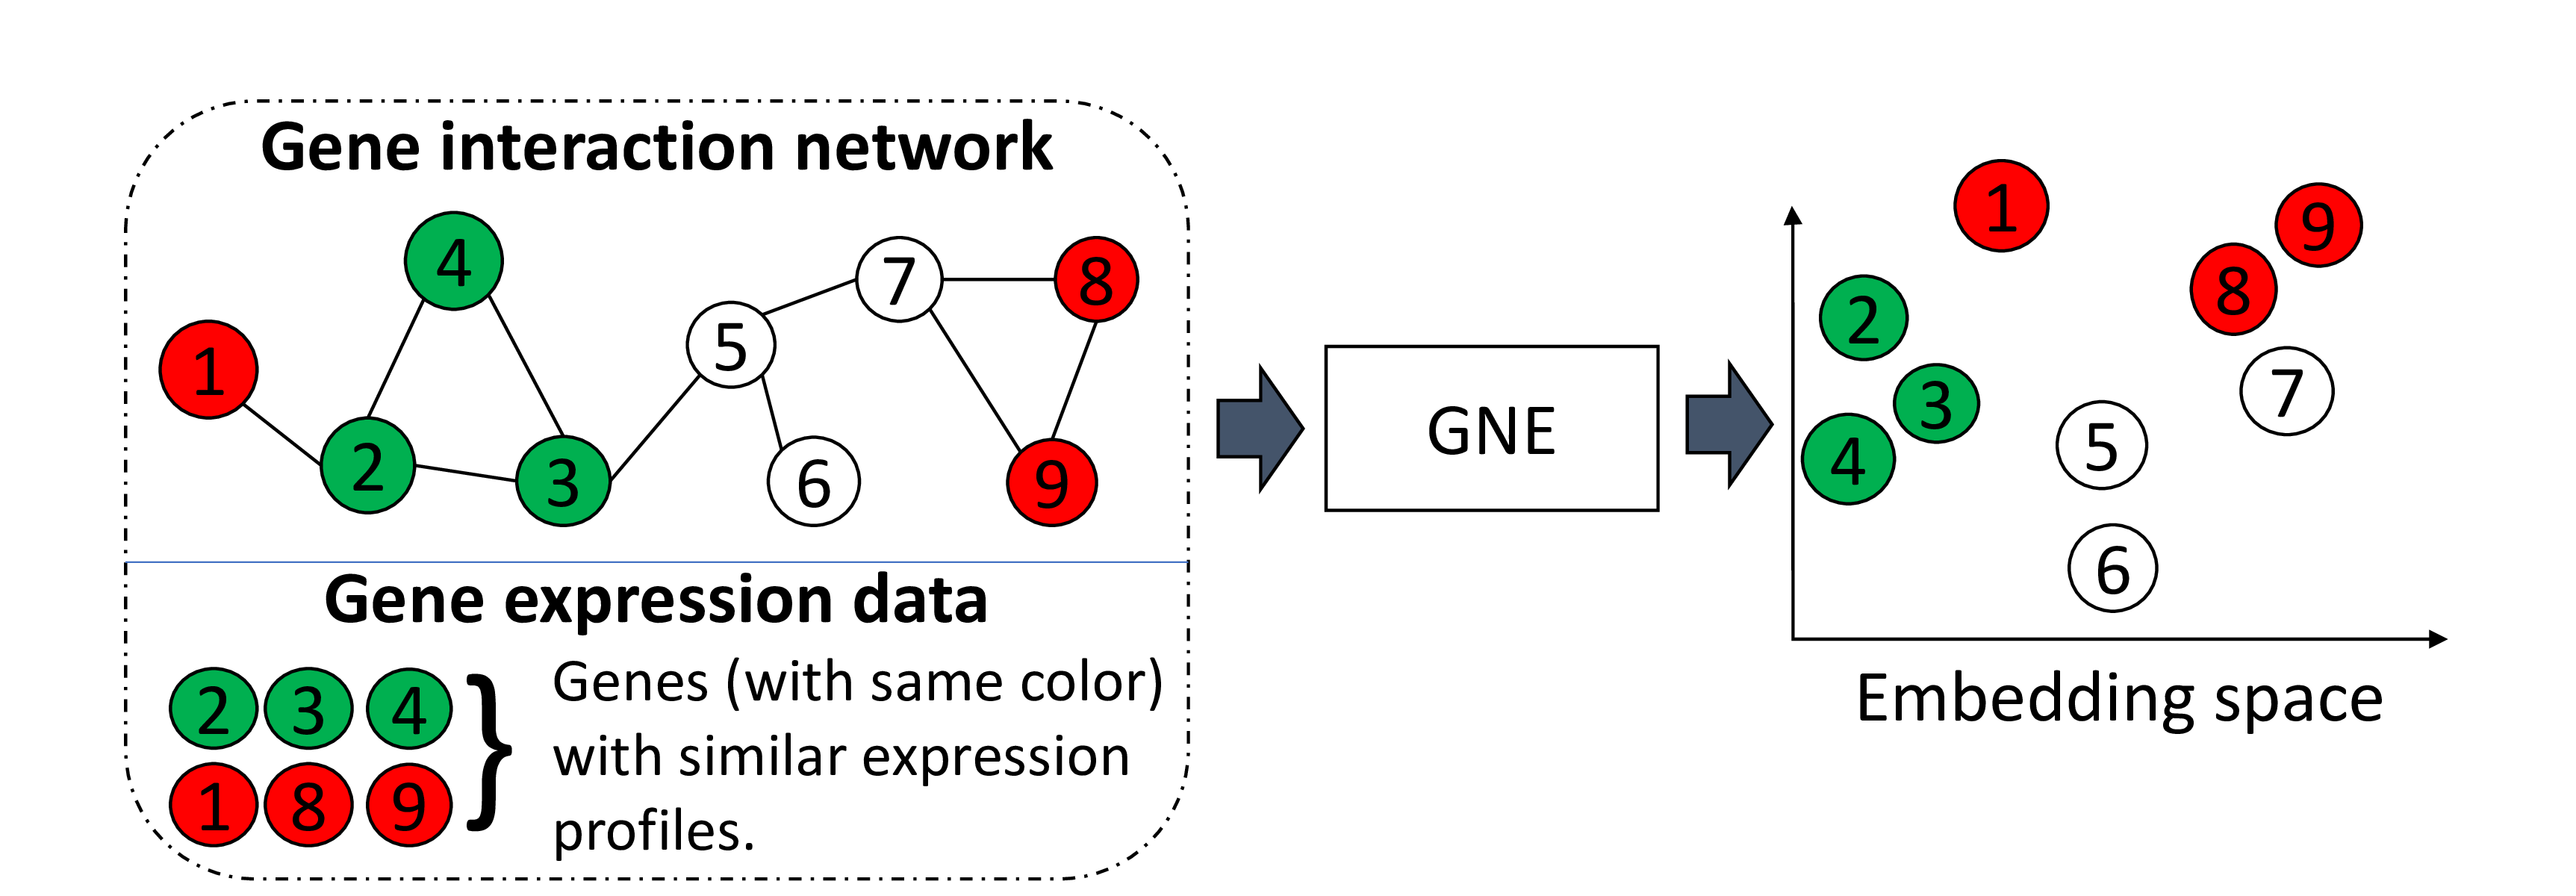 Gene interaction network
4
7
8
1
5
2
3
6
9
Gene expression data
2 3 4
1 8 9
Genes (with same color)
with similar expression
profiles.
GNE
1
9
8
2
7
3
5
4
6
Embedding space